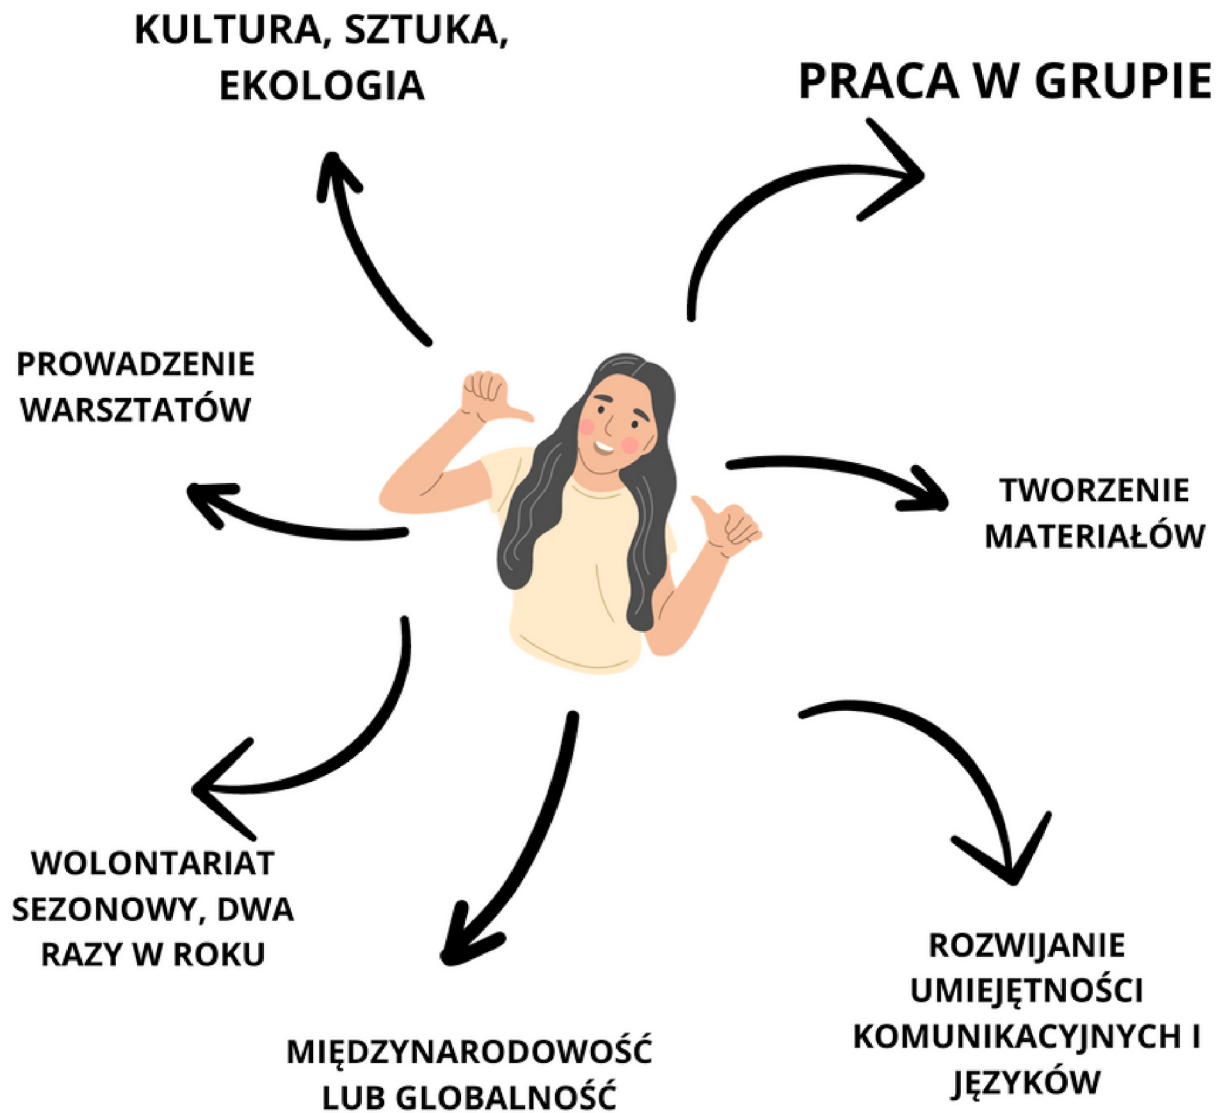 KULTURA, SZTUKA,
EKOLOGIA
PRACA W GRUPIE
PROWADZENIE
WARSZTATÓW
TWORZENIE
MATERIAŁÓW
WOLONTARIAT
SEZONOWY, DWA
RAZY W ROKU
MIĘDZYNARODOWOŚĆ
LUB GLOBALNOŚĆ
ROZWIJANIE
UMIEJĘTNOŚCI
KOMUNIKACYJNYCH I
JĘZYKÓW